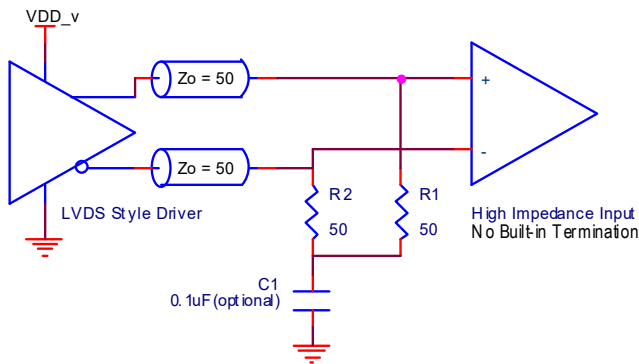 VDD_v
Zo = 50
+
Zo = 50
-
LVDS Style Driver
R2
50
R1
50
High Impedance Input
No Built-in Termination
C1
0.1uF(optional)